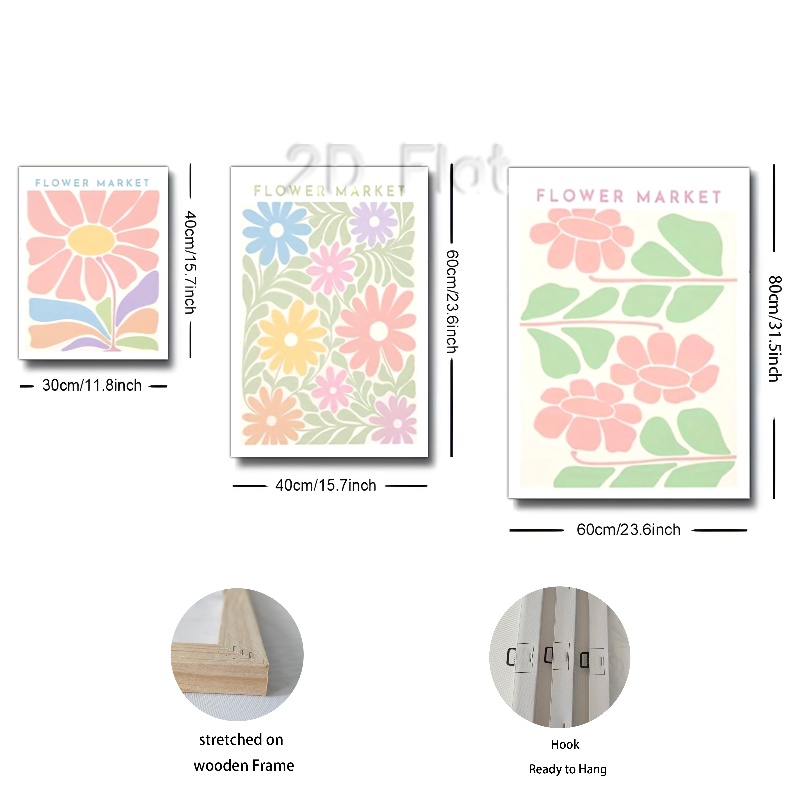 2D Flat
FLOWER MARKET
FLOWER MARKET
FLOWER MARKET
40cm/15.7inch
60cm/23.6inch
80cm/31.5inch
30cm/11.8inch
40cm/15.7inch
60cm/23.6inch
stretched on
wooden Frame
Hook
Ready to Hang